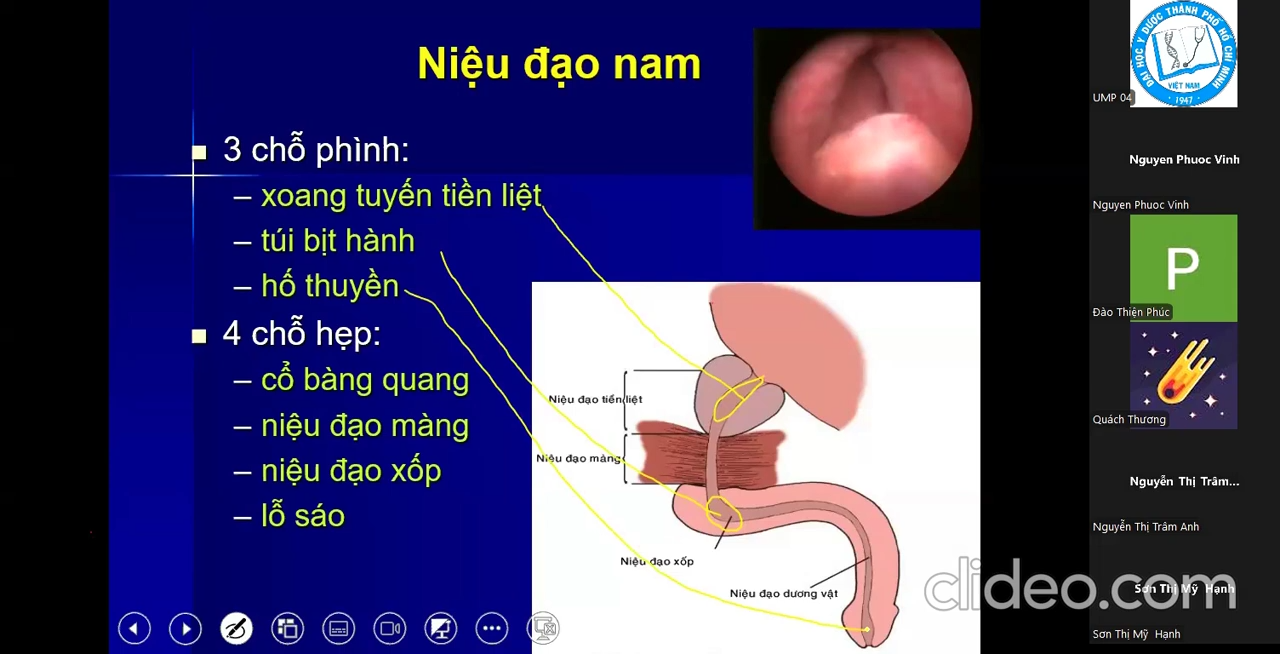 Niệu đạo nam
3 chỗ phình:
– xoang tuyến tiền liệt
– túi bịt hành
– hố thuyền
4 chỗ hẹp:
– cổ bàng quang
– niệu đạo màng
– niệu đạo xốp
– lỗ sáo
Niệu đạo tiền liệt
Niệu đạo màng
Niệu đạo xốp
Niệu đạo dương vật
ĐẠI HỌC Y DƯỢC THÀNH PHỐ HỒ CHÍ MINH
VIỆT NAM
· 1947 ·
UMP 04
Nguyen Phuoc Vinh
Nguyen Phuoc Vinh
P
Đào Thiện Phúc
Quách Thương
Nguyễn Thị Trâm...
Nguyễn Thị Trâm Anh
clideo.com
Sơn Thị Mỹ Hạnh
Sơn Thị Mỹ Hạnh